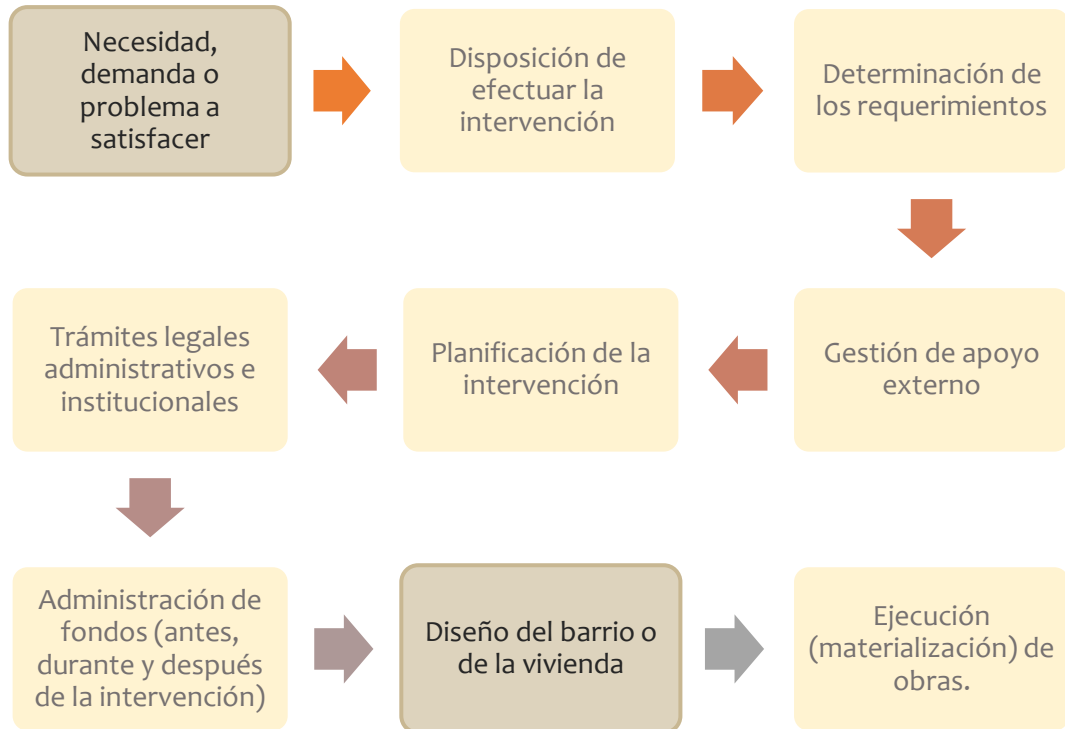 Necesidad,
demanda o
problema a
satisfacer
Disposición de
efectuar la
intervención
Determinación de
los requerimientos
Gestión de apoyo
externo
Planificación de la
intervención
Trámites legales
administrativos e
institucionales
Administración de
fondos (antes,
durante y después
de la intervención)
Diseño del barrio o
de la vivienda
Ejecución
(materialización) de
obras.